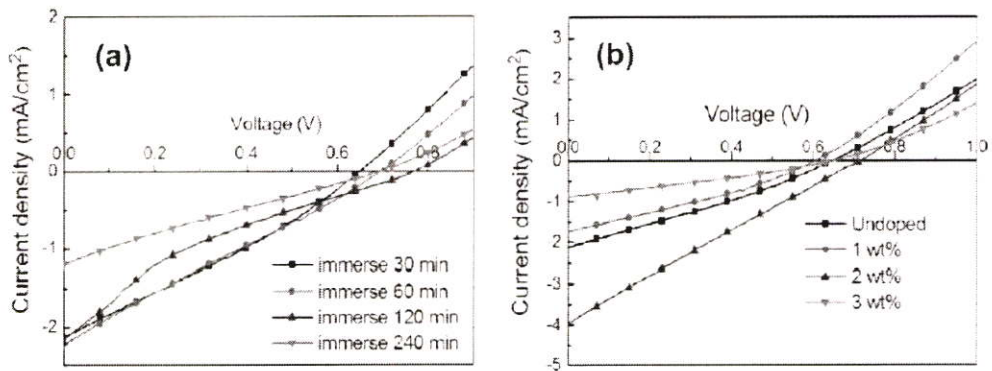 (a)
Current density (mA/cm²)
Voltage (V)
2
1
0
-1
-2
0.0
0.2
0.4
0.6
0.8
immerse 30 min
immerse 60 min
immerse 120 min
immerse 240 min
(b)
Current density (mA/cm²)
Voltage (V)
3
2
1
0
-1
-2
-3
-4
-5
0.0
0.2
0.4
0.6
0.8
1.0
Undoped
1 wt%
2 wt%
3 wt%